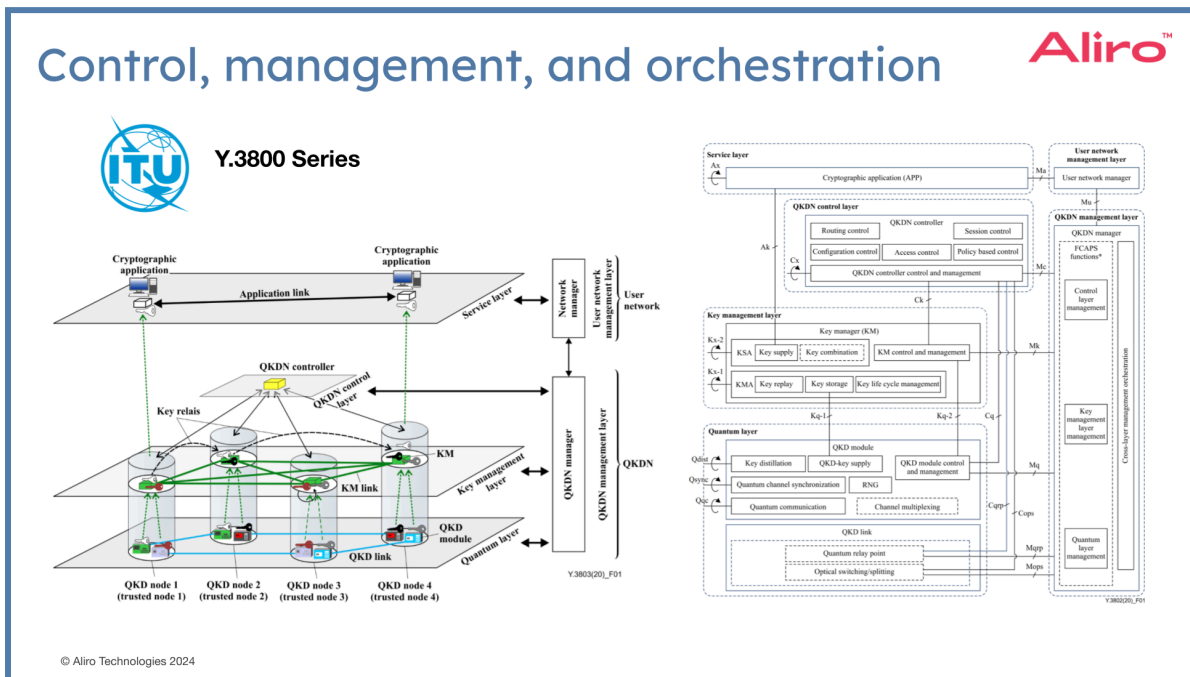 Control, management, and orchestration
Aliro™
ITU
Y.3800 Series
Cryptographic
application
Cryptographic
application
Application link
Service layer
Network
manager
User network
management layer
User
network
QKDN controller
QKDN control
layer
Key relais
KM
KM link
Key management
layer
QKD
module
QKD link
Quantum layer
QKDN manager
QKDN management layer
QKDN
QKD node 1
(trusted node 1)
QKD node 2
(trusted node 2)
QKD node 3
(trusted node 3)
QKD node 4
(trusted node 4)
Y.3803(20)_F01
Service layer
Ax
Cryptographic application (APP)
Ma
User network
management layer
User network manager
Mu
QKDN control layer
QKDN controller
Routing control
Session control
Configuration control
Access control
Policy based control
Ak
Cx
QKDN controller control and management
Mc
Ck
QKDN management layer
QKDN manager
FCAPS
functions*
Control
layer
management
Key
management
layer
management
Quantum
layer
management
Cross-layer management orchestration
Key management layer
Key manager (KM)
Kx-2
KSA
Key supply
Key combination
KM control and management
Mk
Kx-1
KMA
Key replay
Key storage
Key life cycle management
Kq-1
Kq-2
Cq
Quantum layer
QKD module
Qdist
Key distillation
QKD-key supply
QKD module control
and management
Mq
Qsync
Quantum channel synchronization
RNG
Qqc
Quantum communication
Channel multiplexing
Cqrp
Cops
QKD link
Quantum relay point
Mqrp
Optical switching/splitting
Mops
Y.3802(20)_F01
© Aliro Technologies 2024